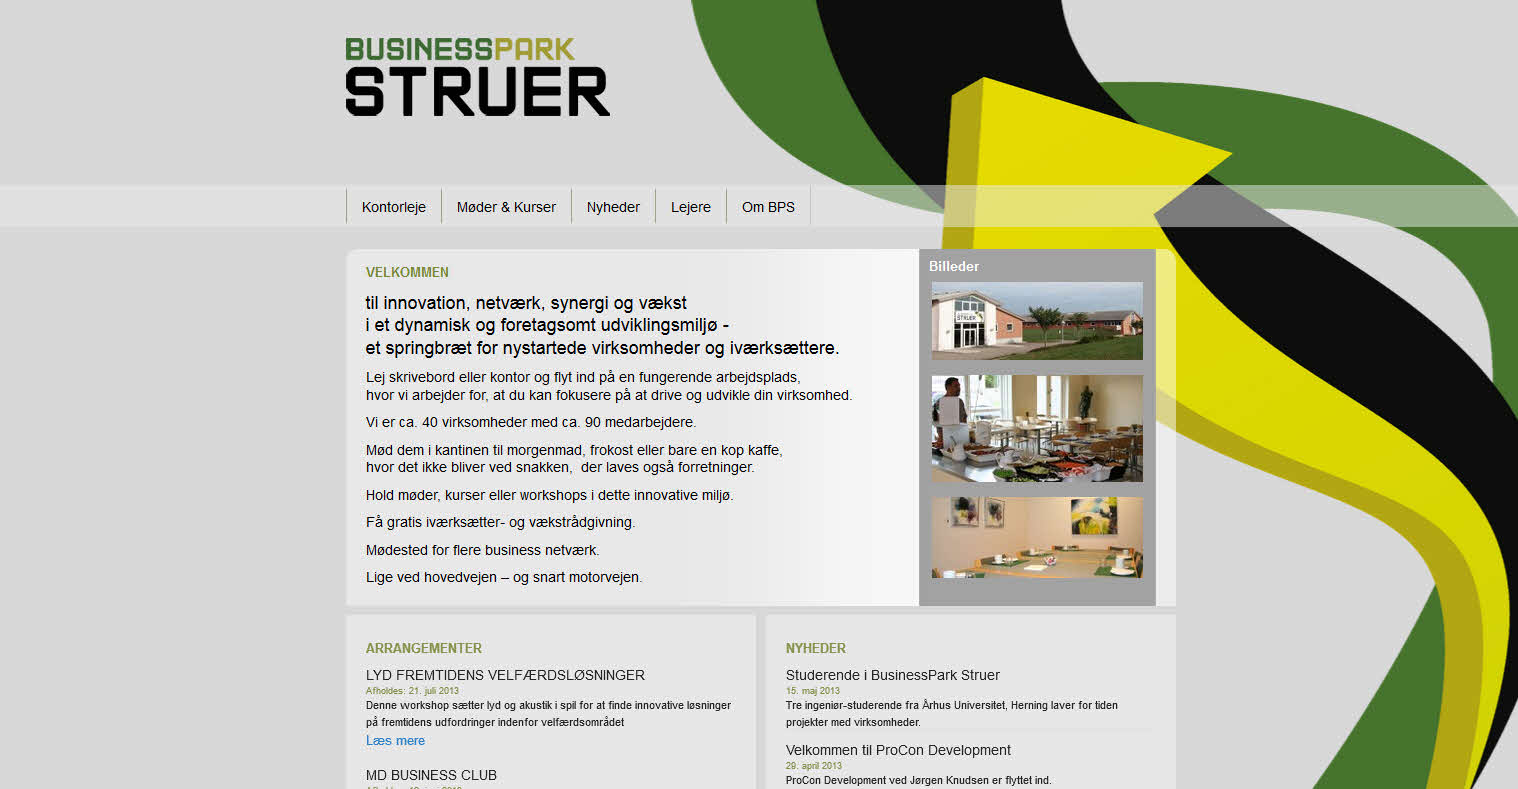 BUSINESSPARK
STRUER
Kontorleje
Møder & Kurser
Nyheder
Lejere
Om BPS
VELKOMMEN
til innovation, netværk, synergi og vækst
i et dynamisk og foretagsomt udviklingsmiljø -
et springbræt for nystartede virksomheder og iværksættere.
Lej skrivebord eller kontor og flyt ind på en fungerende arbejdsplads,
hvor vi arbejder for, at du kan fokusere på at drive og udvikle din virksomhed.
Vi er ca. 40 virksomheder med ca. 90 medarbejdere.
Mød dem i kantinen til morgenmad, frokost eller bare en kop kaffe,
hvor det ikke bliver ved snakken, der laves også forretninger.
Hold møder, kurser eller workshops i dette innovative miljø.
Få gratis iværksætter- og vækstrådgivning.
Mødested for flere business netværk.
Lige ved hovedvejen – og snart motorvejen.
Billeder
STRUER
ARRANGEMENTER
LYD FREMTIDENS VELFÆRDSLØSNINGER
Afholdes: 21. juli 2013
Denne workshop sætter lyd og akustik i spil for at finde innovative løsninger
på fremtidens udfordringer indenfor velfærdsområdet
Læs mere
MD BUSINESS CLUB
NYHEDER
Studerende i BusinessPark Struer
15. maj 2013
Tre ingeniør-studerende fra Århus Universitet, Herning laver for tiden
projekter med virksomheder.
Velkommen til ProCon Development
29. april 2013
ProCon Development ved Jørgen Knudsen er flyttet ind.